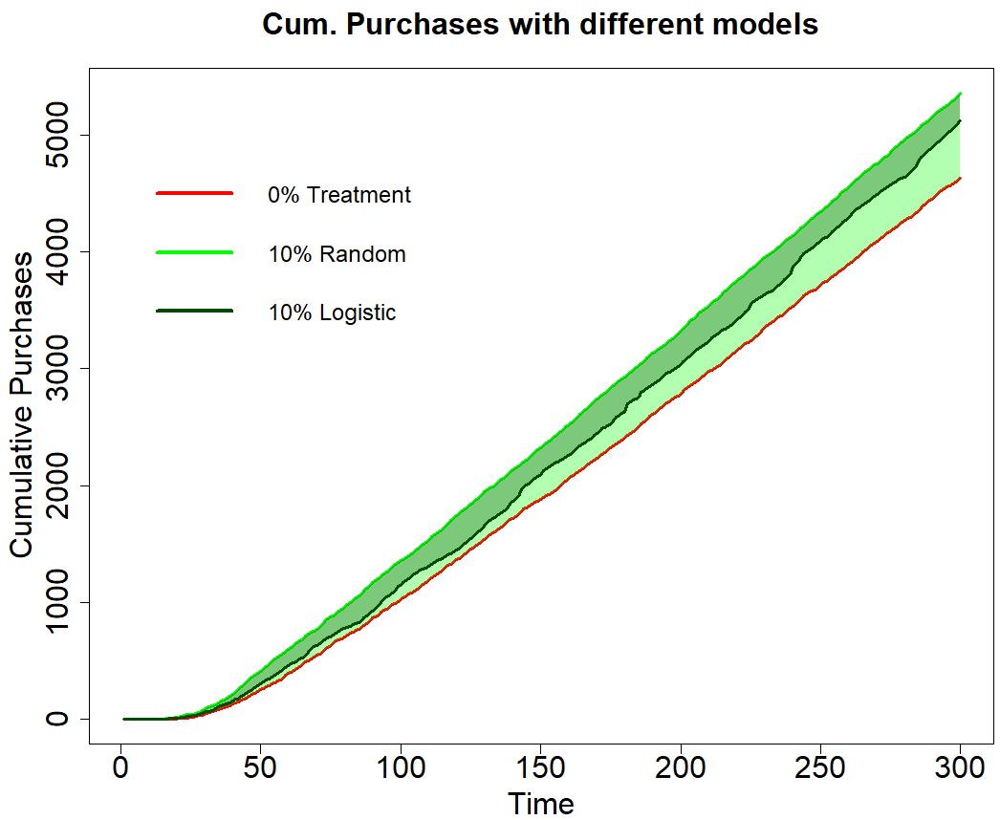 Cum. Purchases with different models
Cumulative Purchases
5000
4000
3000
2000
1000
0
0% Treatment
10% Random
10% Logistic
0 50 100 150 200 250 300
Time